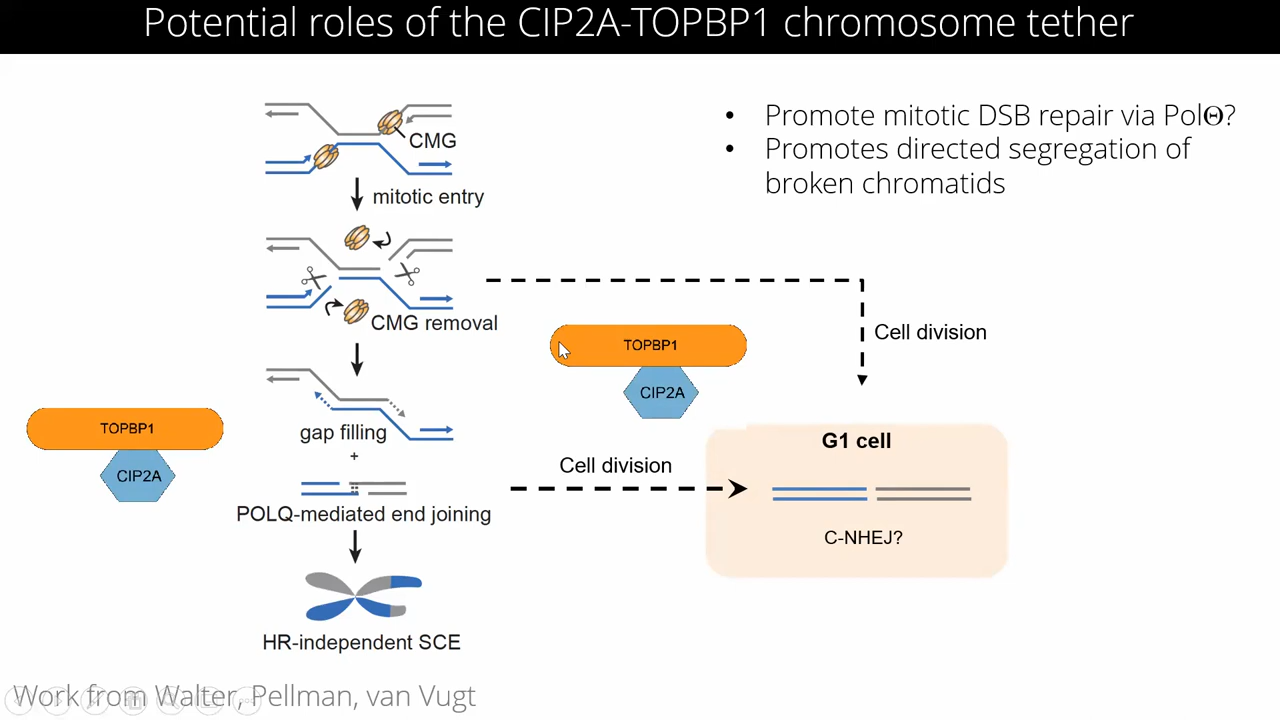 Potential roles of the CIP2A-TOPBP1 chromosome tether
• Promote mitotic DSB repair via PolΘ?
• Promotes directed segregation of
broken chromatids
CMG
mitotic entry
CMG removal
Cell division
TOPBP1
CIP2A
TOPBP1
CIP2A
gap filling
+
POLQ-mediated end joining
Cell division
G1 cell
C-NHEJ?
HR-independent SCE
Work from Walter, Pellman, van Vugt